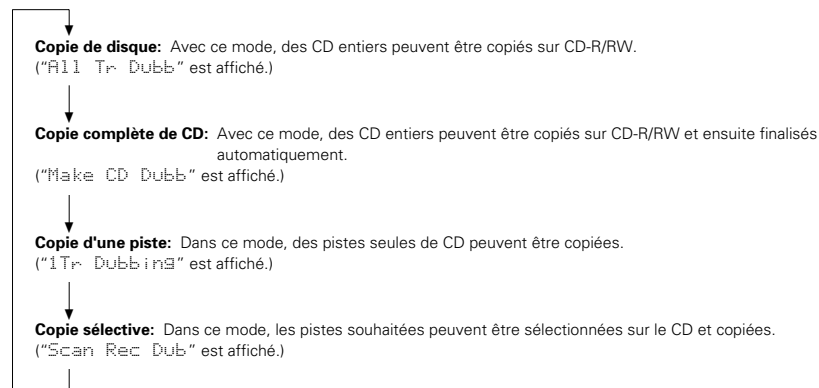 Copie de disque: Avec ce mode, des CD entiers peuvent être copiés sur CD-R/RW.
("All Tr Dubb" est affiché.)
Copie complète de CD: Avec ce mode, des CD entiers peuvent être copiés sur CD-R/RW et ensuite finalisés
automatiquement.
("Make CD Dubb" est affiché.)
Copie d'une piste: Dans ce mode, des pistes seules de CD peuvent être copiées.
("1Tr Dubbing" est affiché.)
Copie sélective: Dans ce mode, les pistes souhaitées peuvent être sélectionnées sur le CD et copiées.
("Scan Rec Dub" est affiché.)